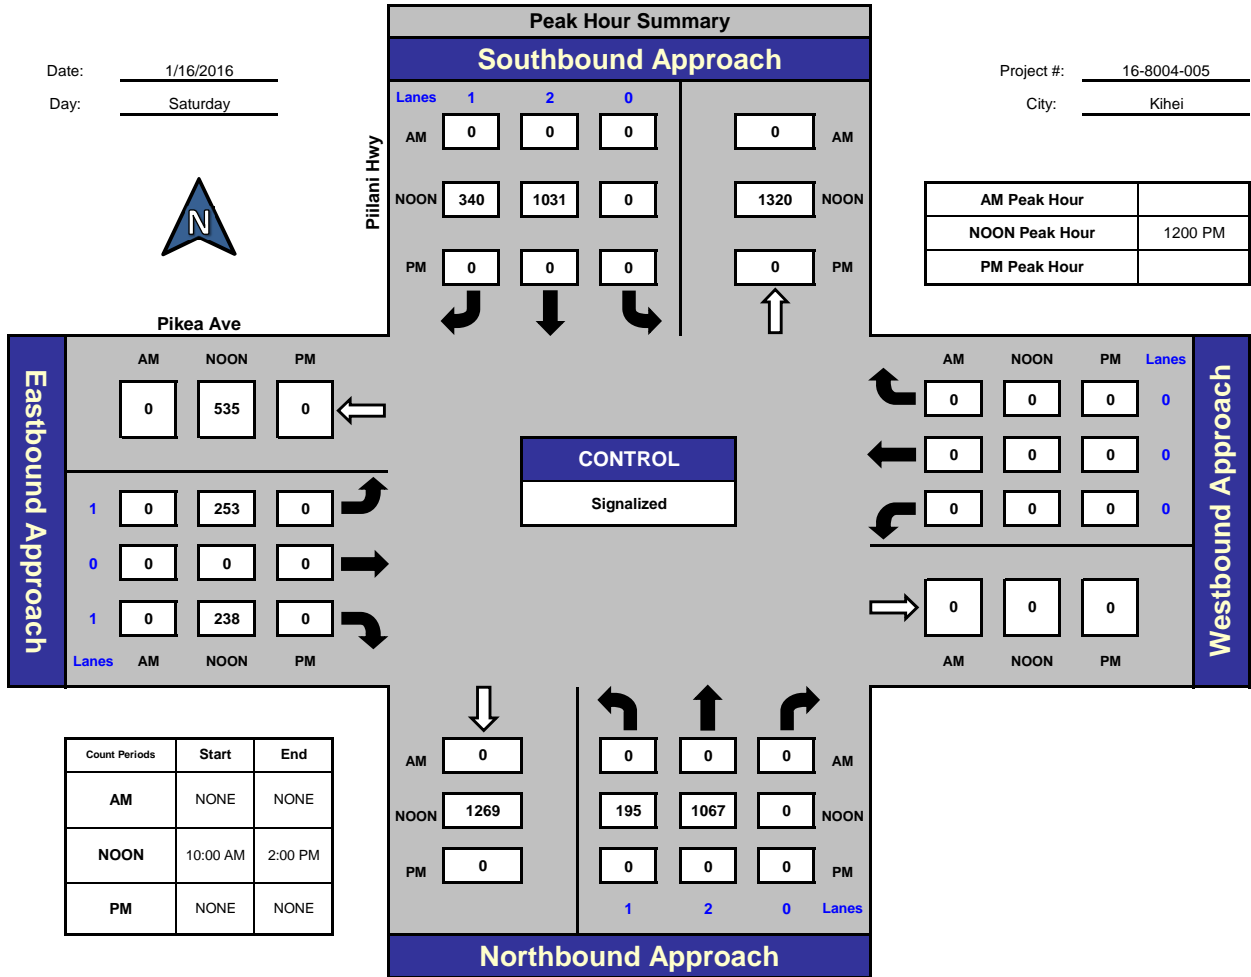 Peak Hour Summary
Southbound Approach
Date: 1/16/2016
Day: Saturday
Project #: 16-8004-005
City: Kihei
N
Piilani Hwy
Lanes 1 2 0
AM 0 0 0 0 AM
NOON 340 1031 0 1320 NOON
PM 0 0 0 0 PM
AM Peak Hour
NOON Peak Hour 1200 PM
PM Peak Hour
Pikea Ave
Eastbound Approach
AM NOON PM
0 535 0
1 0 253 0
0 0 0 0
1 0 238 0
Lanes AM NOON PM
CONTROL
Signalized
AM NOON PM Lanes
0 0 0 0
0 0 0 0
0 0 0 0
0 0 0
AM NOON PM
Westbound Approach
Count Periods Start End
AM NONE NONE
NOON 10:00 AM 2:00 PM
PM NONE NONE
AM 0 0 0 0 AM
NOON 1269 195 1067 0 NOON
PM 0 0 0 0 PM
1 2 0 Lanes
Northbound Approach